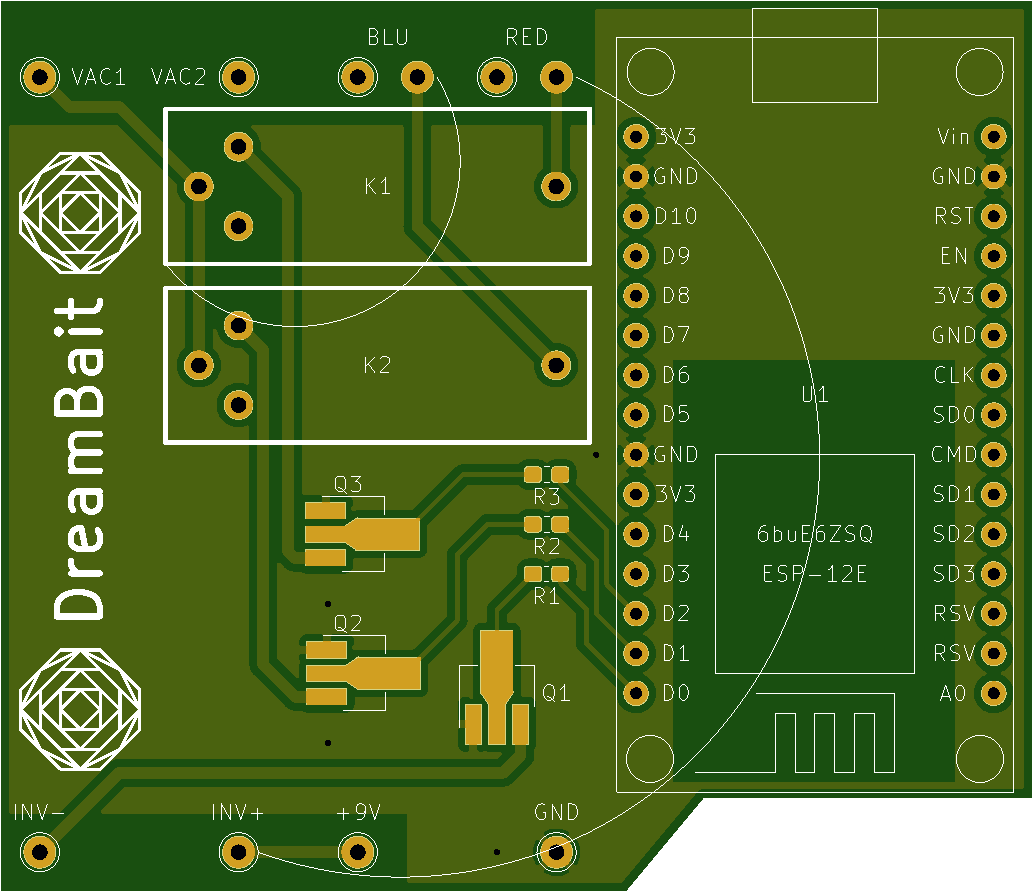 BLU RED
VAC1 VAC2
3V3 Vin
K1 GND GND
D10 RST
D9 EN
D8 3V3
D7 GND
K2 D6 CLK
U1
D5 SD0
GND CMD
DreamBait
Q3 R3 3V3 SD1
D4 6buE6ZSQ SD2
R2
D3 ESP-12E SD3
R1
Q2 D2 RSV
D1 RSV
Q1 D0 A0
INV- INV+ +9V GND